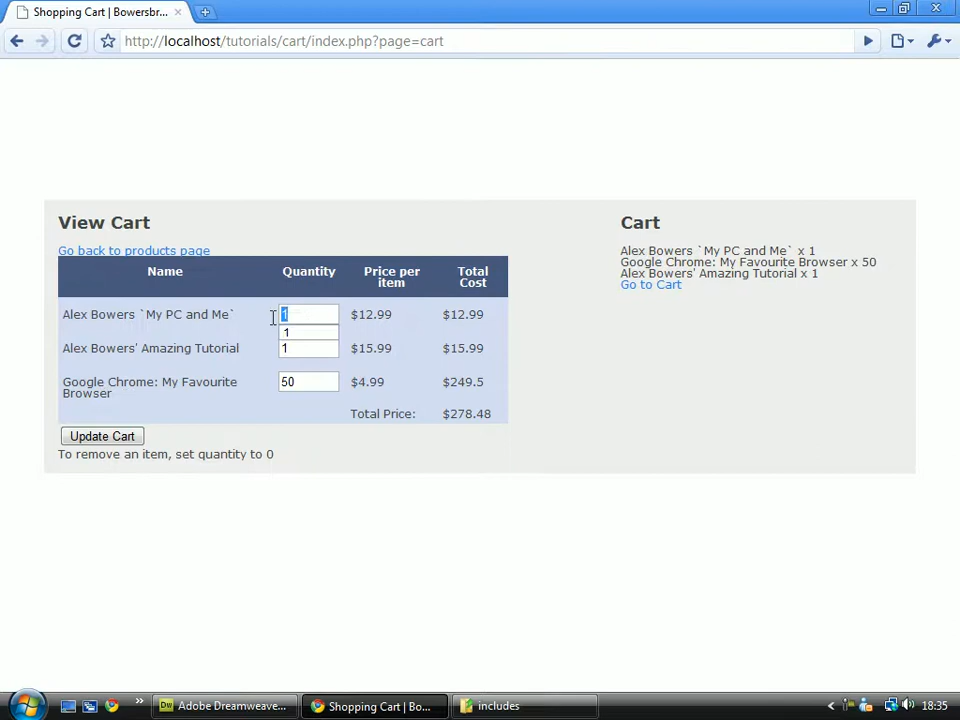 Shopping Cart | Bowersbr...
http://localhost/tutorials/cart/index.php?page=cart
View Cart
Go back to products page
Name Quantity Price per item Total Cost
Alex Bowers `My PC and Me` 1 $12.99 $12.99
1
Alex Bowers' Amazing Tutorial 1 $15.99 $15.99
Google Chrome: My Favourite Browser 50 $4.99 $249.5
Total Price: $278.48
Update Cart
To remove an item, set quantity to 0
Cart
Alex Bowers `My PC and Me` x 1
Google Chrome: My Favourite Browser x 50
Alex Bowers' Amazing Tutorial x 1
Go to Cart
Adobe Dreamweave...
Shopping Cart | Bo...
includes
18:35